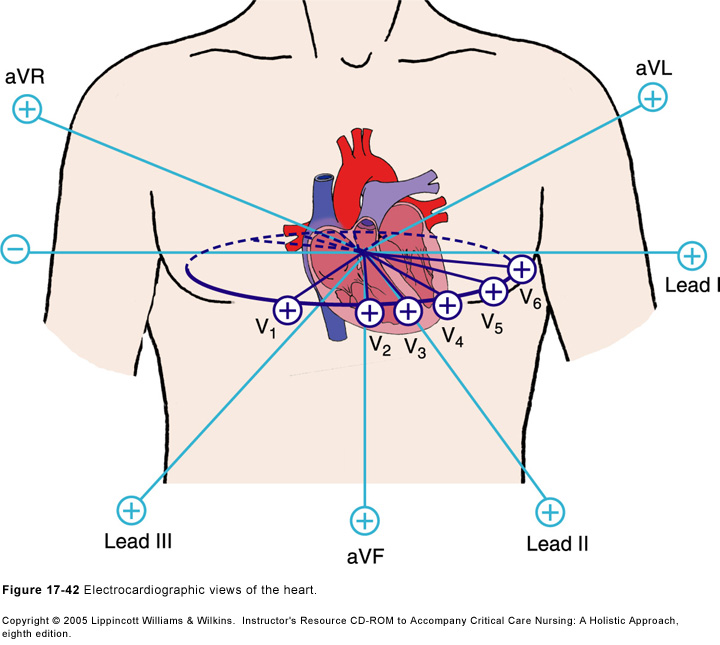 aVR
aVL
Lead I
V1
V2
V3
V4
V5
V6
Lead III
aVF
Lead II
Figure 17-42 Electrocardiographic views of the heart.
Copyright © 2005 Lippincott Williams & Wilkins. Instructor's Resource CD-ROM to Accompany Critical Care Nursing: A Holistic Approach,
eighth edition.